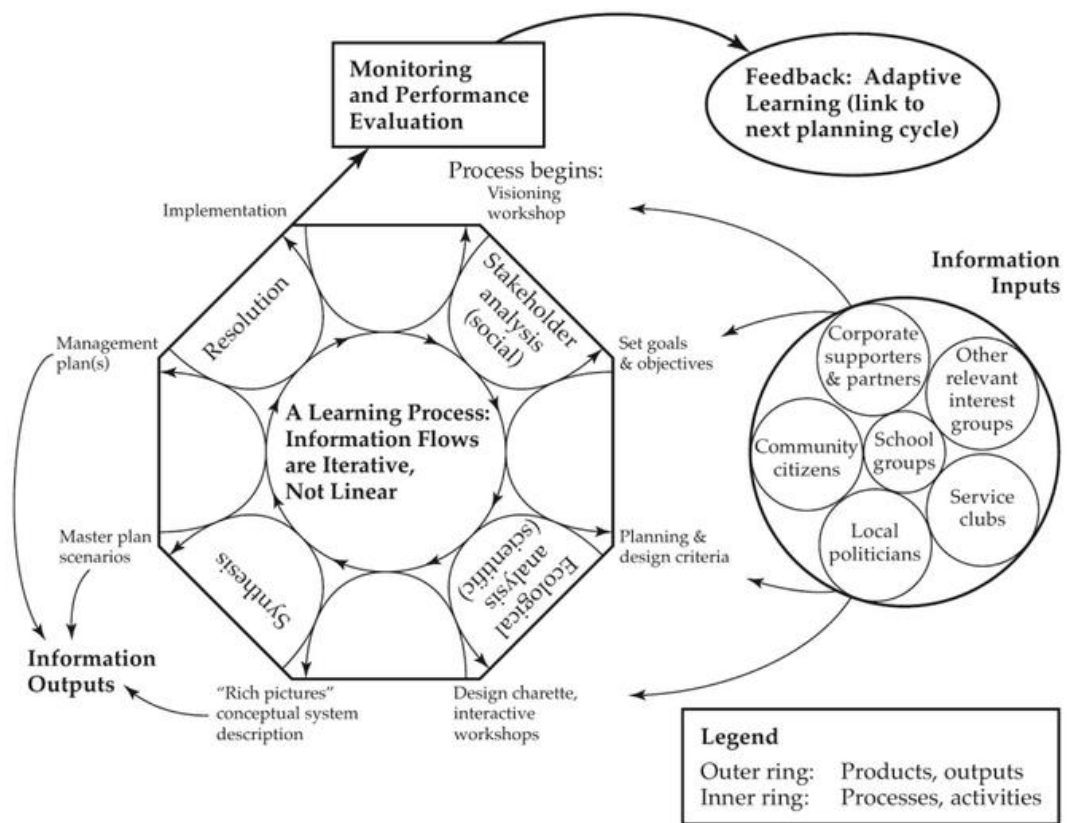 Monitoring
and Performance
Evaluation
Feedback: Adaptive
Learning (link to
next planning cycle)
Process begins:
Visioning
workshop
Implementation
Information
Inputs
Resolution
Stakeholder
analysis
(social)
Management
plan(s)
Set goals
& objectives
Corporate
supporters
& partners
Other
relevant
interest
groups
A Learning Process:
Information Flows
are Iterative,
Not Linear
Community
citizens
School
groups
Service
clubs
Local
politicians
Master plan
scenarios
Planning &
design criteria
Synthesis
Ecological
analysis
(scientific)
Information
Outputs
“Rich pictures”
conceptual system
description
Design charette,
interactive
workshops
Legend
Outer ring: Products, outputs
Inner ring: Processes, activities